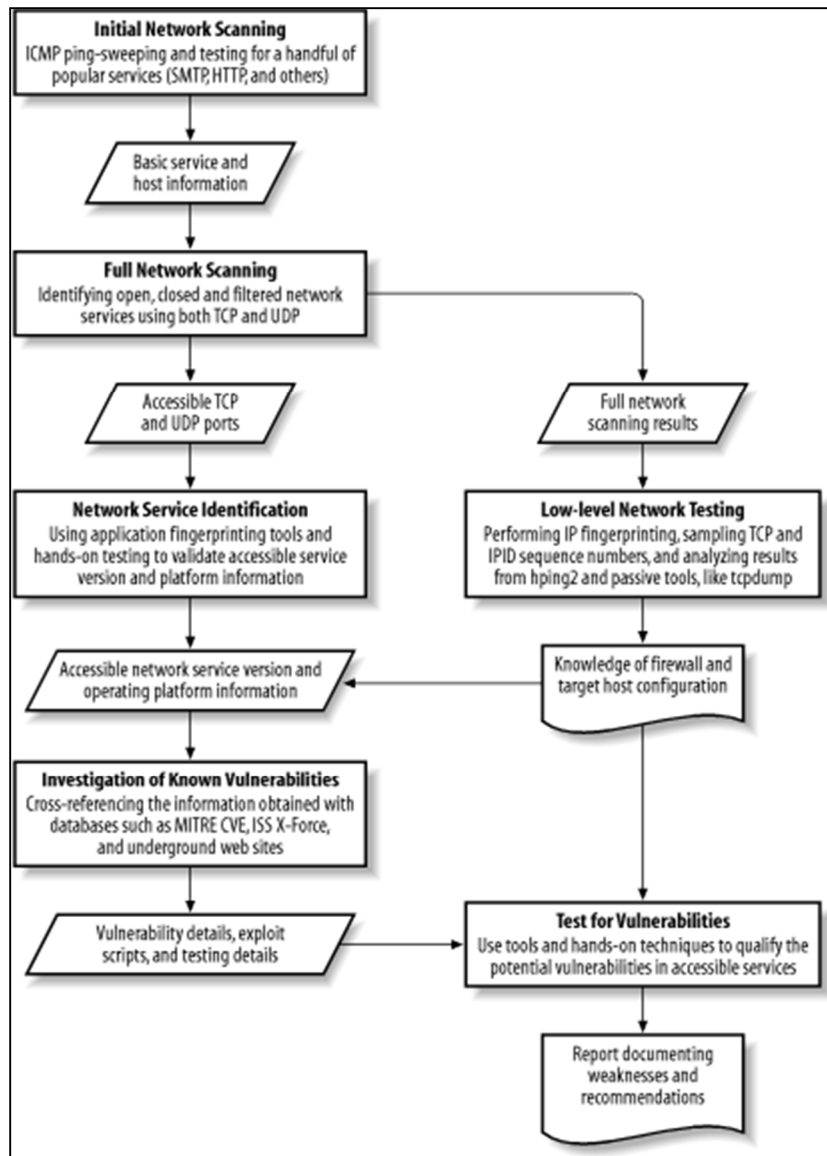 Initial Network Scanning
ICMP ping-sweeping and testing for a handful of
popular services (SMTP, HTTP, and others)
Basic service and
host information
Full Network Scanning
Identifying open, closed and filtered network
services using both TCP and UDP
Accessible TCP
and UDP ports
Full network
scanning results
Network Service Identification
Using application fingerprinting tools and
hands-on testing to validate accessible service
version and platform information
Low-level Network Testing
Performing IP fingerprinting, sampling TCP and
IPID sequence numbers, and analyzing results
from hping2 and passive tools, like tcpdump
Accessible network service version and
operating platform information
Knowledge of firewall and
target host configuration
Investigation of Known Vulnerabilities
Cross-referencing the information obtained with
databases such as MITRE CVE, ISS X-Force,
and underground web sites
Vulnerability details, exploit
scripts, and testing details
Test for Vulnerabilities
Use tools and hands-on techniques to qualify the
potential vulnerabilities in accessible services
Report documenting
weaknesses and
recommendations